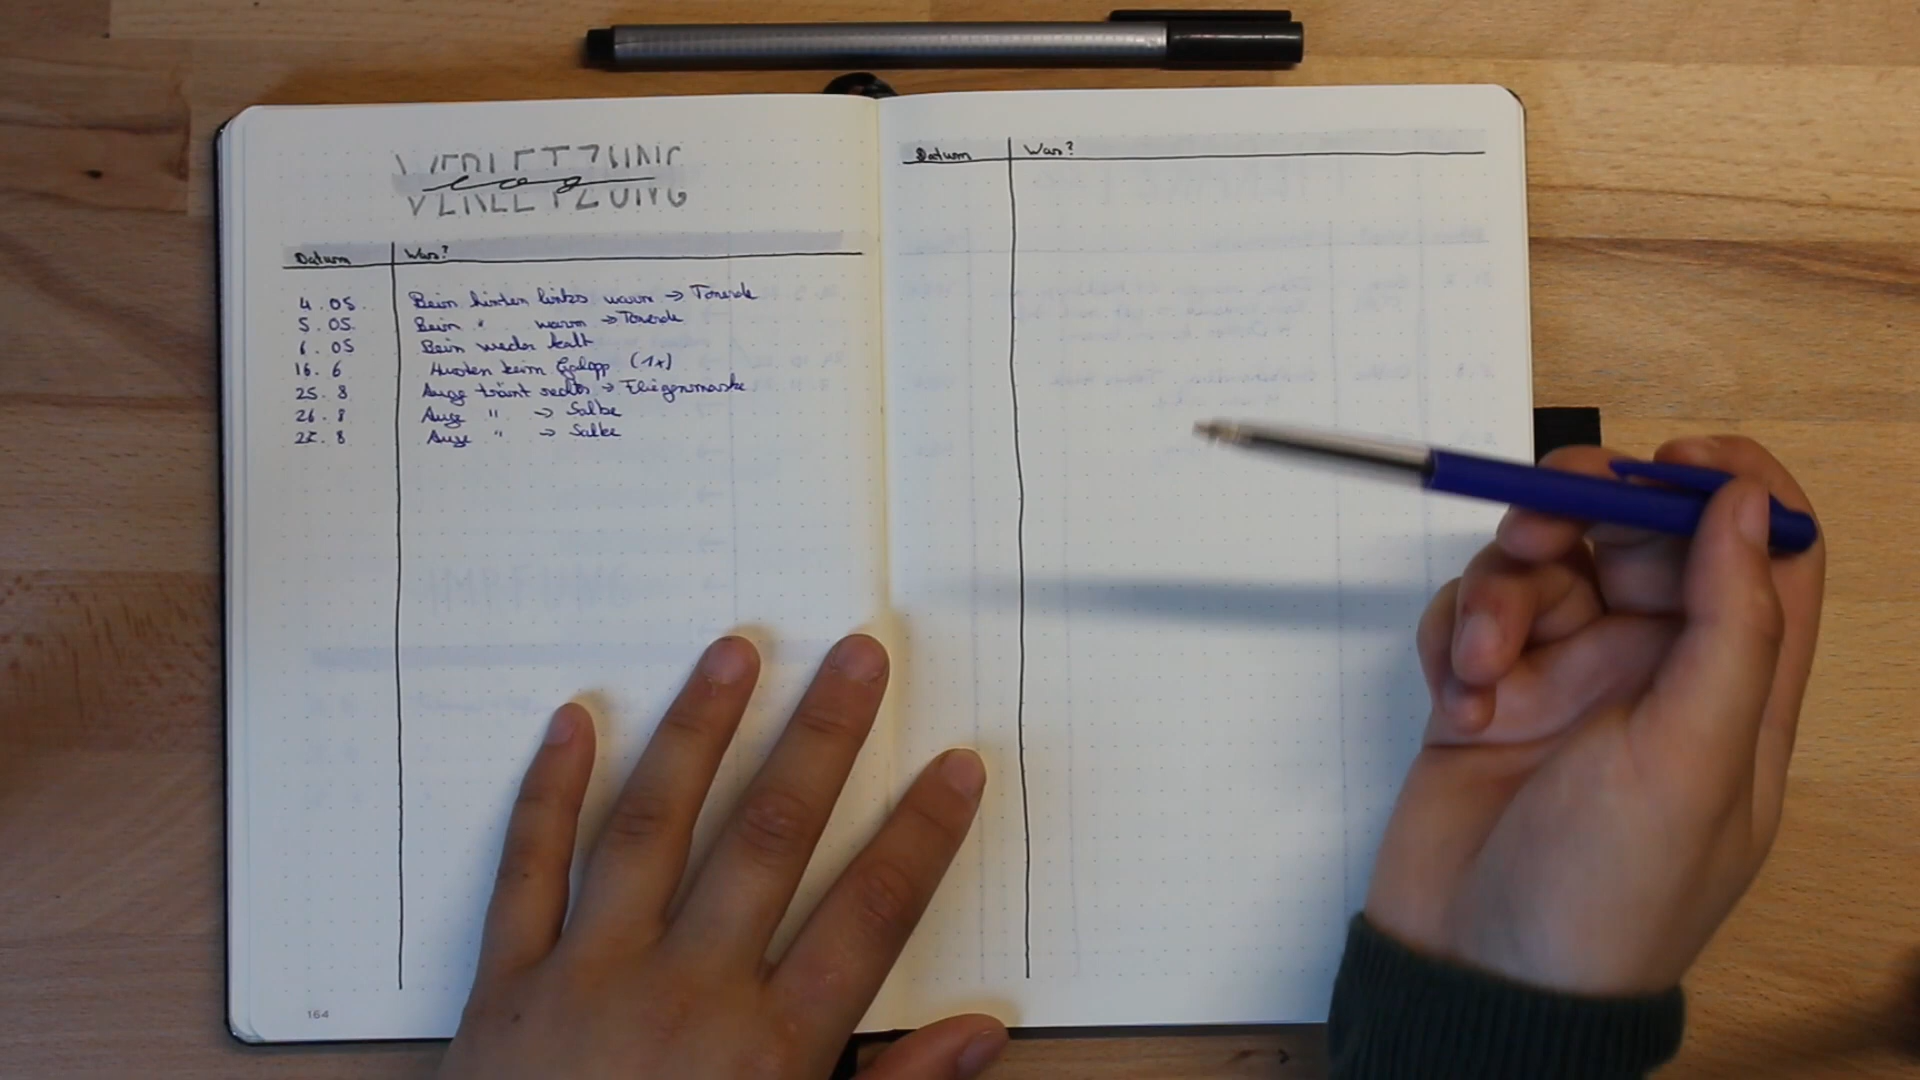 VERLETZUNG
log
Datum Was?
4.05. Bein hinten links warm → Tonerde
5.05. Bein " warm → Tonerde
6.05 Bein wieder kalt
16.6 Husten beim Galopp (1x)
25.8 Auge tränt rechts → Fliegenmaske
26.8 Auge " → Salbe
27.8 Auge " → Salbe
164
Datum Was?
IMPFUNG